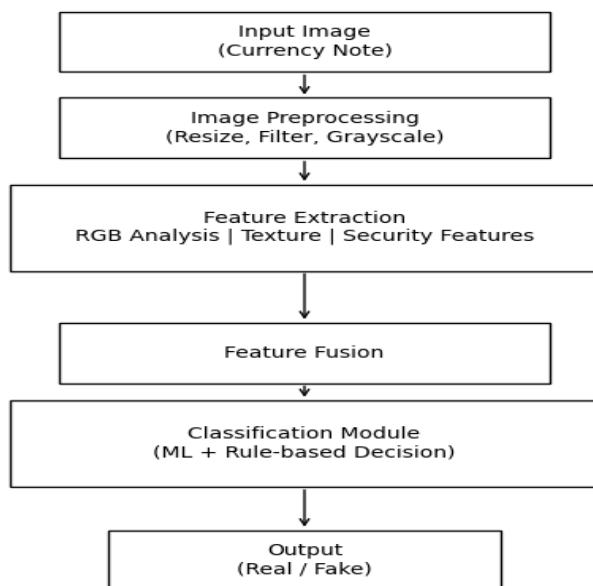 Input Image
(Currency Note)
Image Preprocessing
(Resize, Filter, Grayscale)
Feature Extraction
RGB Analysis | Texture | Security Features
Feature Fusion
Classification Module
(ML + Rule-based Decision)
Output
(Real / Fake)